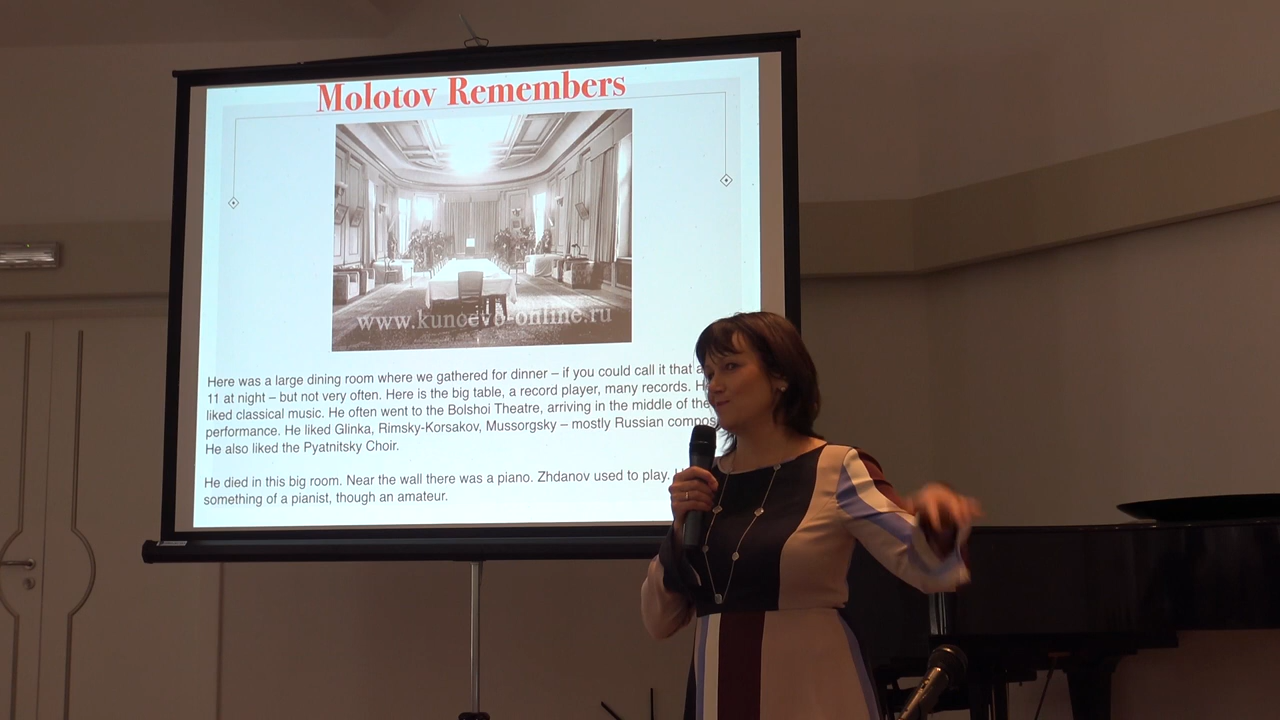 Molotov Remembers
www.kuncevo-online.ru
Here was a large dining room where we gathered for dinner – if you could call it that
11 at night – but not very often. Here is the big table, a record player, many records.
liked classical music. He often went to the Bolshoi Theatre, arriving in the middle of the
performance. He liked Glinka, Rimsky-Korsakov, Mussorgsky – mostly Russian compos
He also liked the Pyatnitsky Choir.
He died in this big room. Near the wall there was a piano. Zhdanov used to play.
something of a pianist, though an amateur.